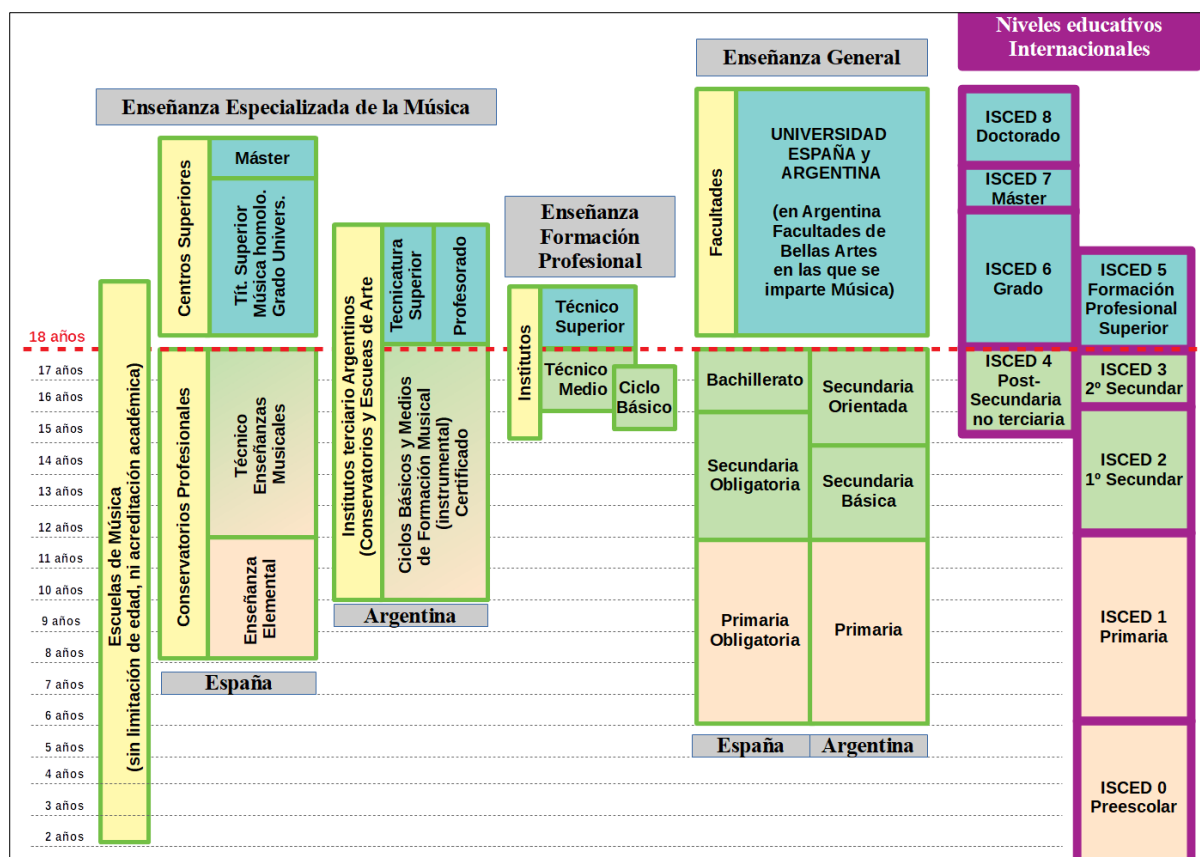 Niveles educativos
Internacionales
Enseñanza General
Enseñanza Especializada de la Música
Enseñanza
Formación
Profesional
Centros Superiores
Máster
Tít. Superior
Música homolo.
Grado Univers.
Institutos terciario Argentinos
(Conservatorios y Escueas de Arte)
Tecnicatura
Superior
Profesorado
Institutos
Técnico
Superior
Facultades
UNIVERSIDAD
ESPAÑA y
ARGENTINA
(en Argentina
Facultades de
Bellas Artes
en las que se
imparte Música)
ISCED 8
Doctorado
ISCED 7
Máster
ISCED 6
Grado
ISCED 5
Formación
Profesional
Superior
18 años
17 años
16 años
15 años
14 años
13 años
12 años
11 años
10 años
9 años
8 años
7 años
6 años
5 años
4 años
3 años
2 años
Escuelas de Música
(sin limitación de edad, ni acreditación académica)
Conservatorios Profesionales
Técnico
Enseñanzas
Musicales
Enseñanza
Elemental
España
Ciclos Básicos y Medios
de Formación Musical
(instrumental)
Certificado
Argentina
Técnico
Medio
Ciclo
Básico
Bachillerato
Secundaria
Orientada
Secundaria
Obligatoria
Secundaria
Básica
Primaria
Obligatoria
Primaria
España
Argentina
ISCED 4
Post-
Secundaria
no terciaria
ISCED 3
2º Secundar
ISCED 2
1º Secundar
ISCED 1
Primaria
ISCED 0
Preescolar